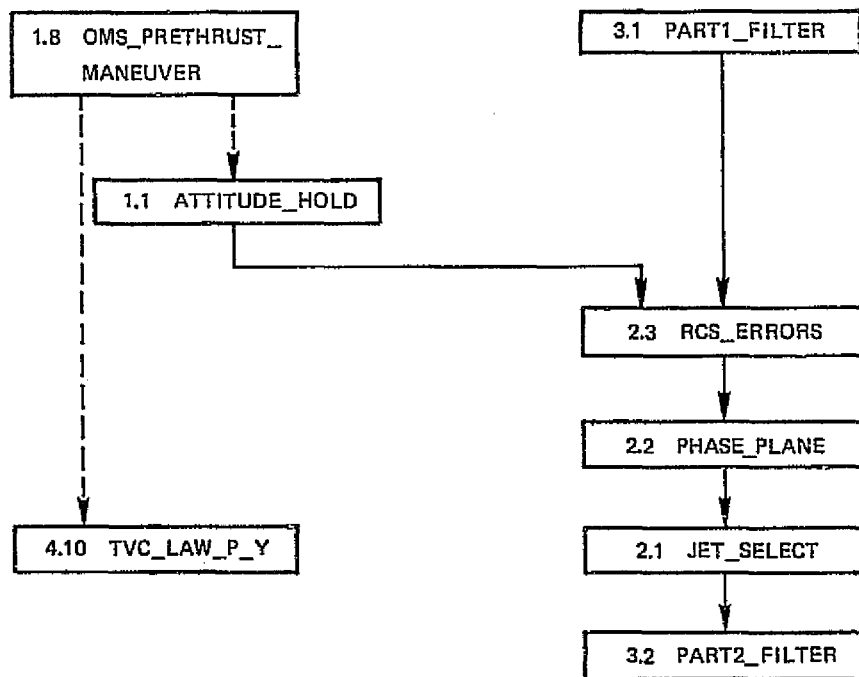 1.8 OMS_PRETHRUST_
MANEUVER
3.1 PART1_FILTER
1.1 ATTITUDE_HOLD
2.3 RCS_ERRORS
2.2 PHASE_PLANE
4.10 TVC_LAW_P_Y
2.1 JET_SELECT
3.2 PART2_FILTER